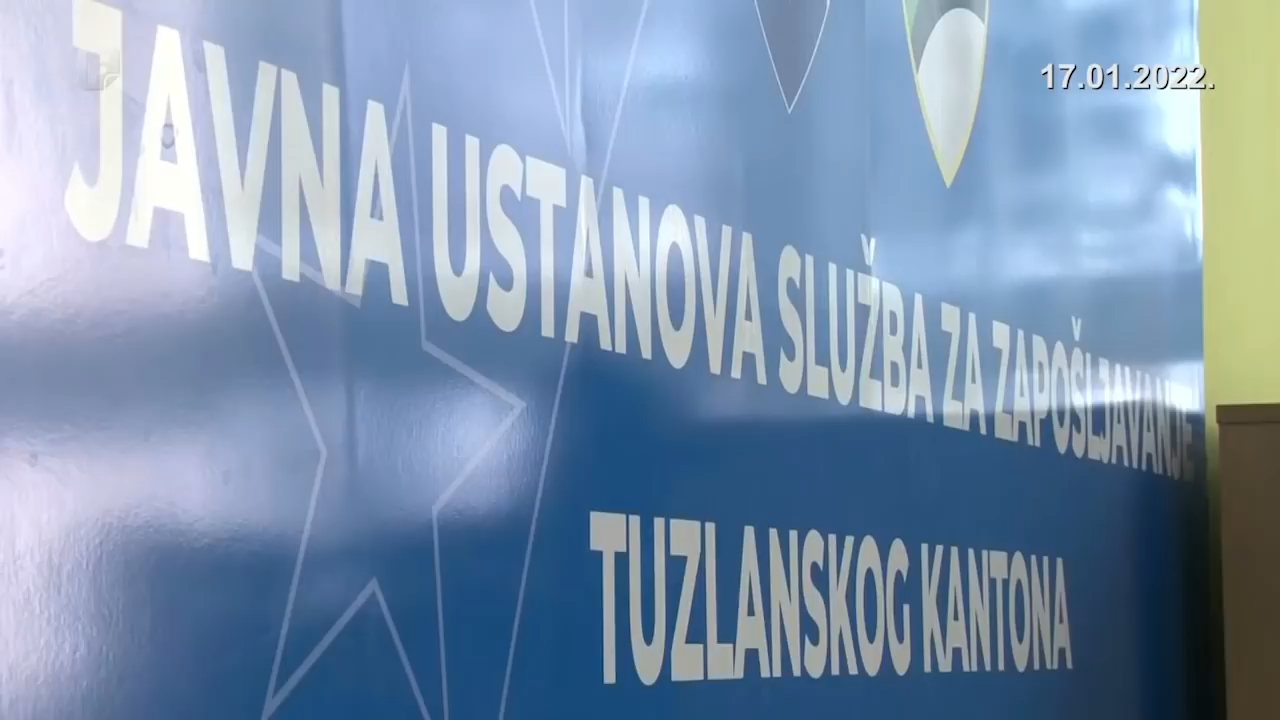 17.01.2022.
JAVNA USTANOVA SLUŽBA ZA ZAPOŠLJAVANJE
TUZLANSKOG KANTONA